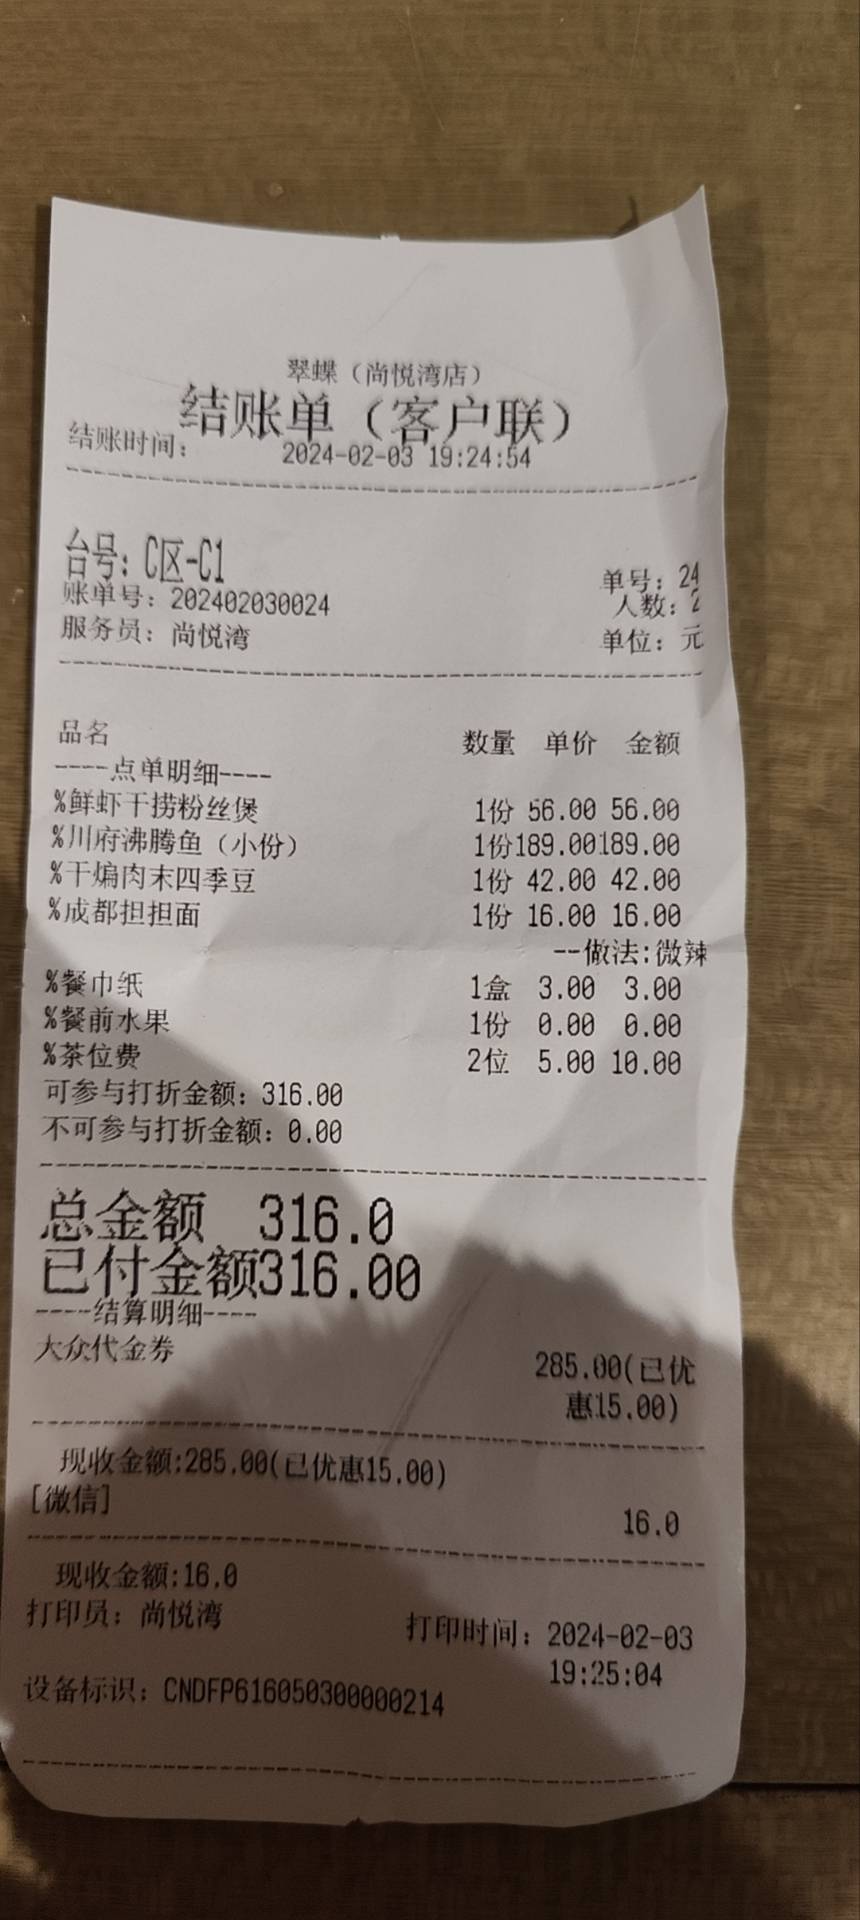 翠蝶（尚悦湾店）
结账单（客户联）
结账时间： 2024-02-03 19:24:54
台号：C区-C1
单号：24
账单号：202402030024
人数：2
服务员：尚悦湾
单位：元
品名 数量 单价 金额
----点单明细----
%鲜虾干捞粉丝煲 1份 56.00 56.00
%川府沸腾鱼（小份） 1份189.00189.00
%干煸肉末四季豆 1份 42.00 42.00
%成都担担面 1份 16.00 16.00
--做法:微辣
%餐巾纸 1盒 3.00 3.00
%餐前水果 1份 0.00 0.00
%茶位费 2位 5.00 10.00
可参与打折金额：316.00
不可参与打折金额：0.00
总金额 316.0
已付金额316.00
----结算明细----
大众代金券 285.00(已优
惠15.00)
现收金额:285.00(已优惠15.00)
[微信] 16.0
现收金额:16.0
打印员：尚悦湾
打印时间：2024-02-03
19:25:04
设备标识：CNDFP616050300000214